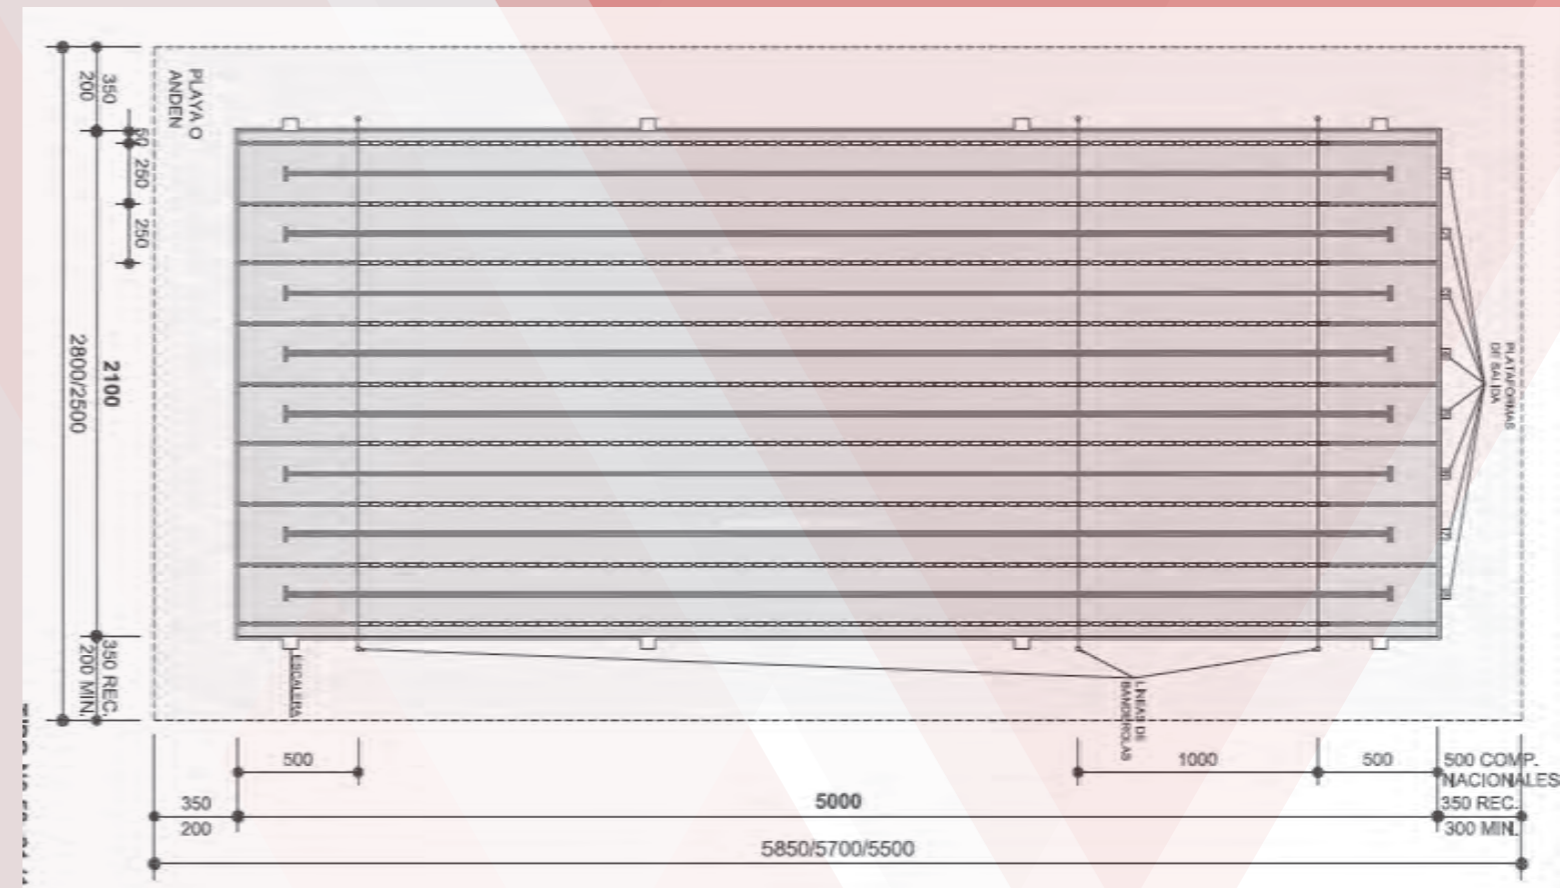 350
200
PLAYA O
ANDEN
50
250
250
2100
2800/2500
350 REC.
200 MIN.
PLATAFORMAS
DE SALIDA
ESCALERA
LINEAS DE
BANDEROLAS
500
1000
500
500 COMP.
NACIONALES
350
200
5000
350 REC.
300 MIN.
5850/5700/5500